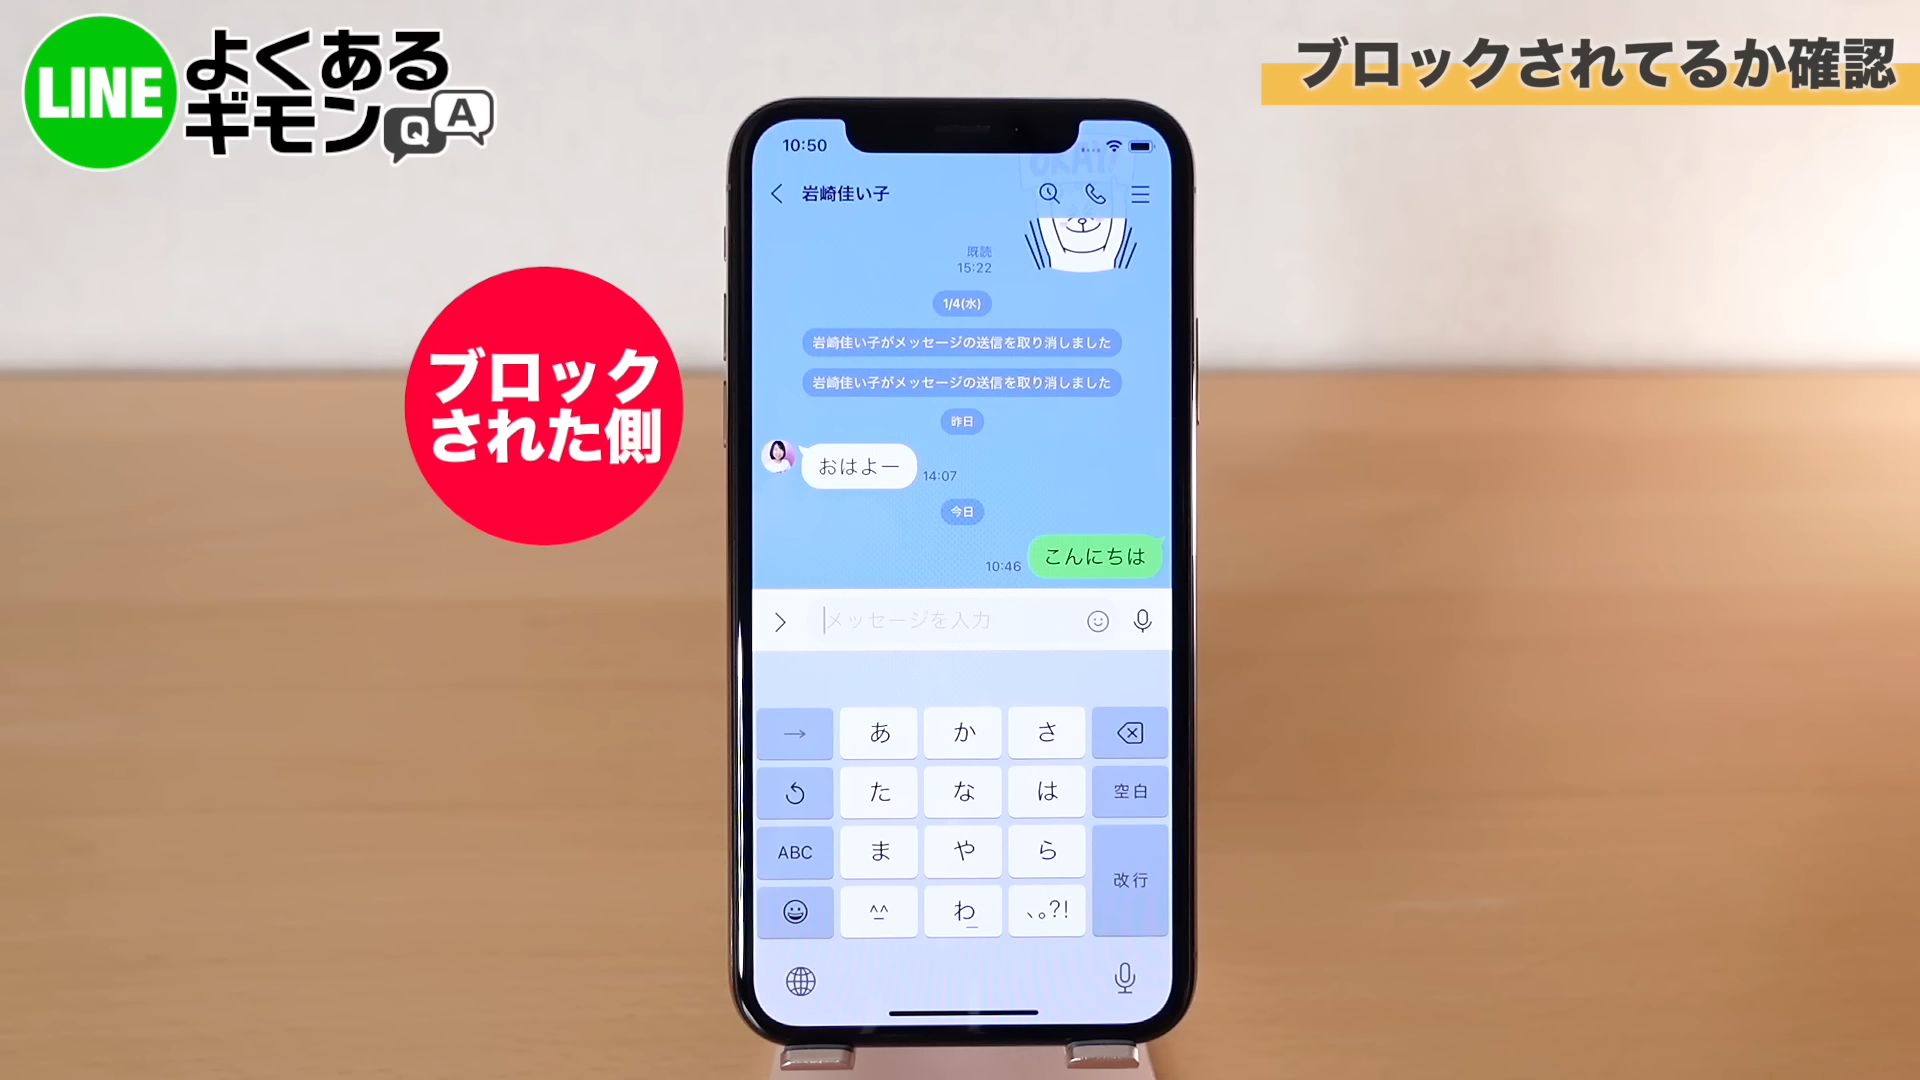 LINE
よくある
ギモンQA
ブロックされてるか確認
ブロック
された側
10:50
岩崎佳い子
OKAY!
既読
15:22
1/4(水)
岩崎佳い子がメッセージの送信を取り消しました
岩崎佳い子がメッセージの送信を取り消しました
昨日
おはよー
14:07
今日
10:46
こんにちは
メッセージを入力
→
あ
か
さ
た
な
は
空白
ABC
ま
や
ら
改行
^^
わ
、。?!